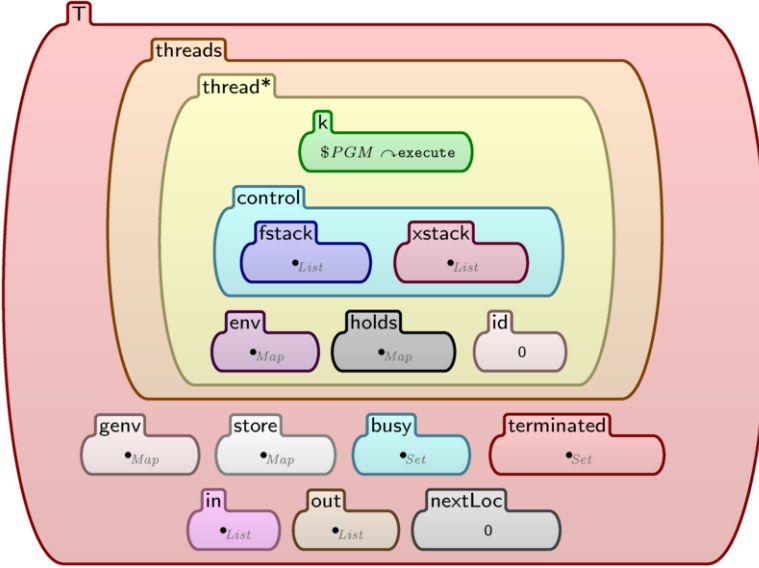 T
threads
thread*
k
$PGM ↷execute
control
fstack xstack
•List •List
env holds id
•Map •Map 0
genv store busy terminated
•Map •Map •Set •Set
in out nextLoc
•List •List 0